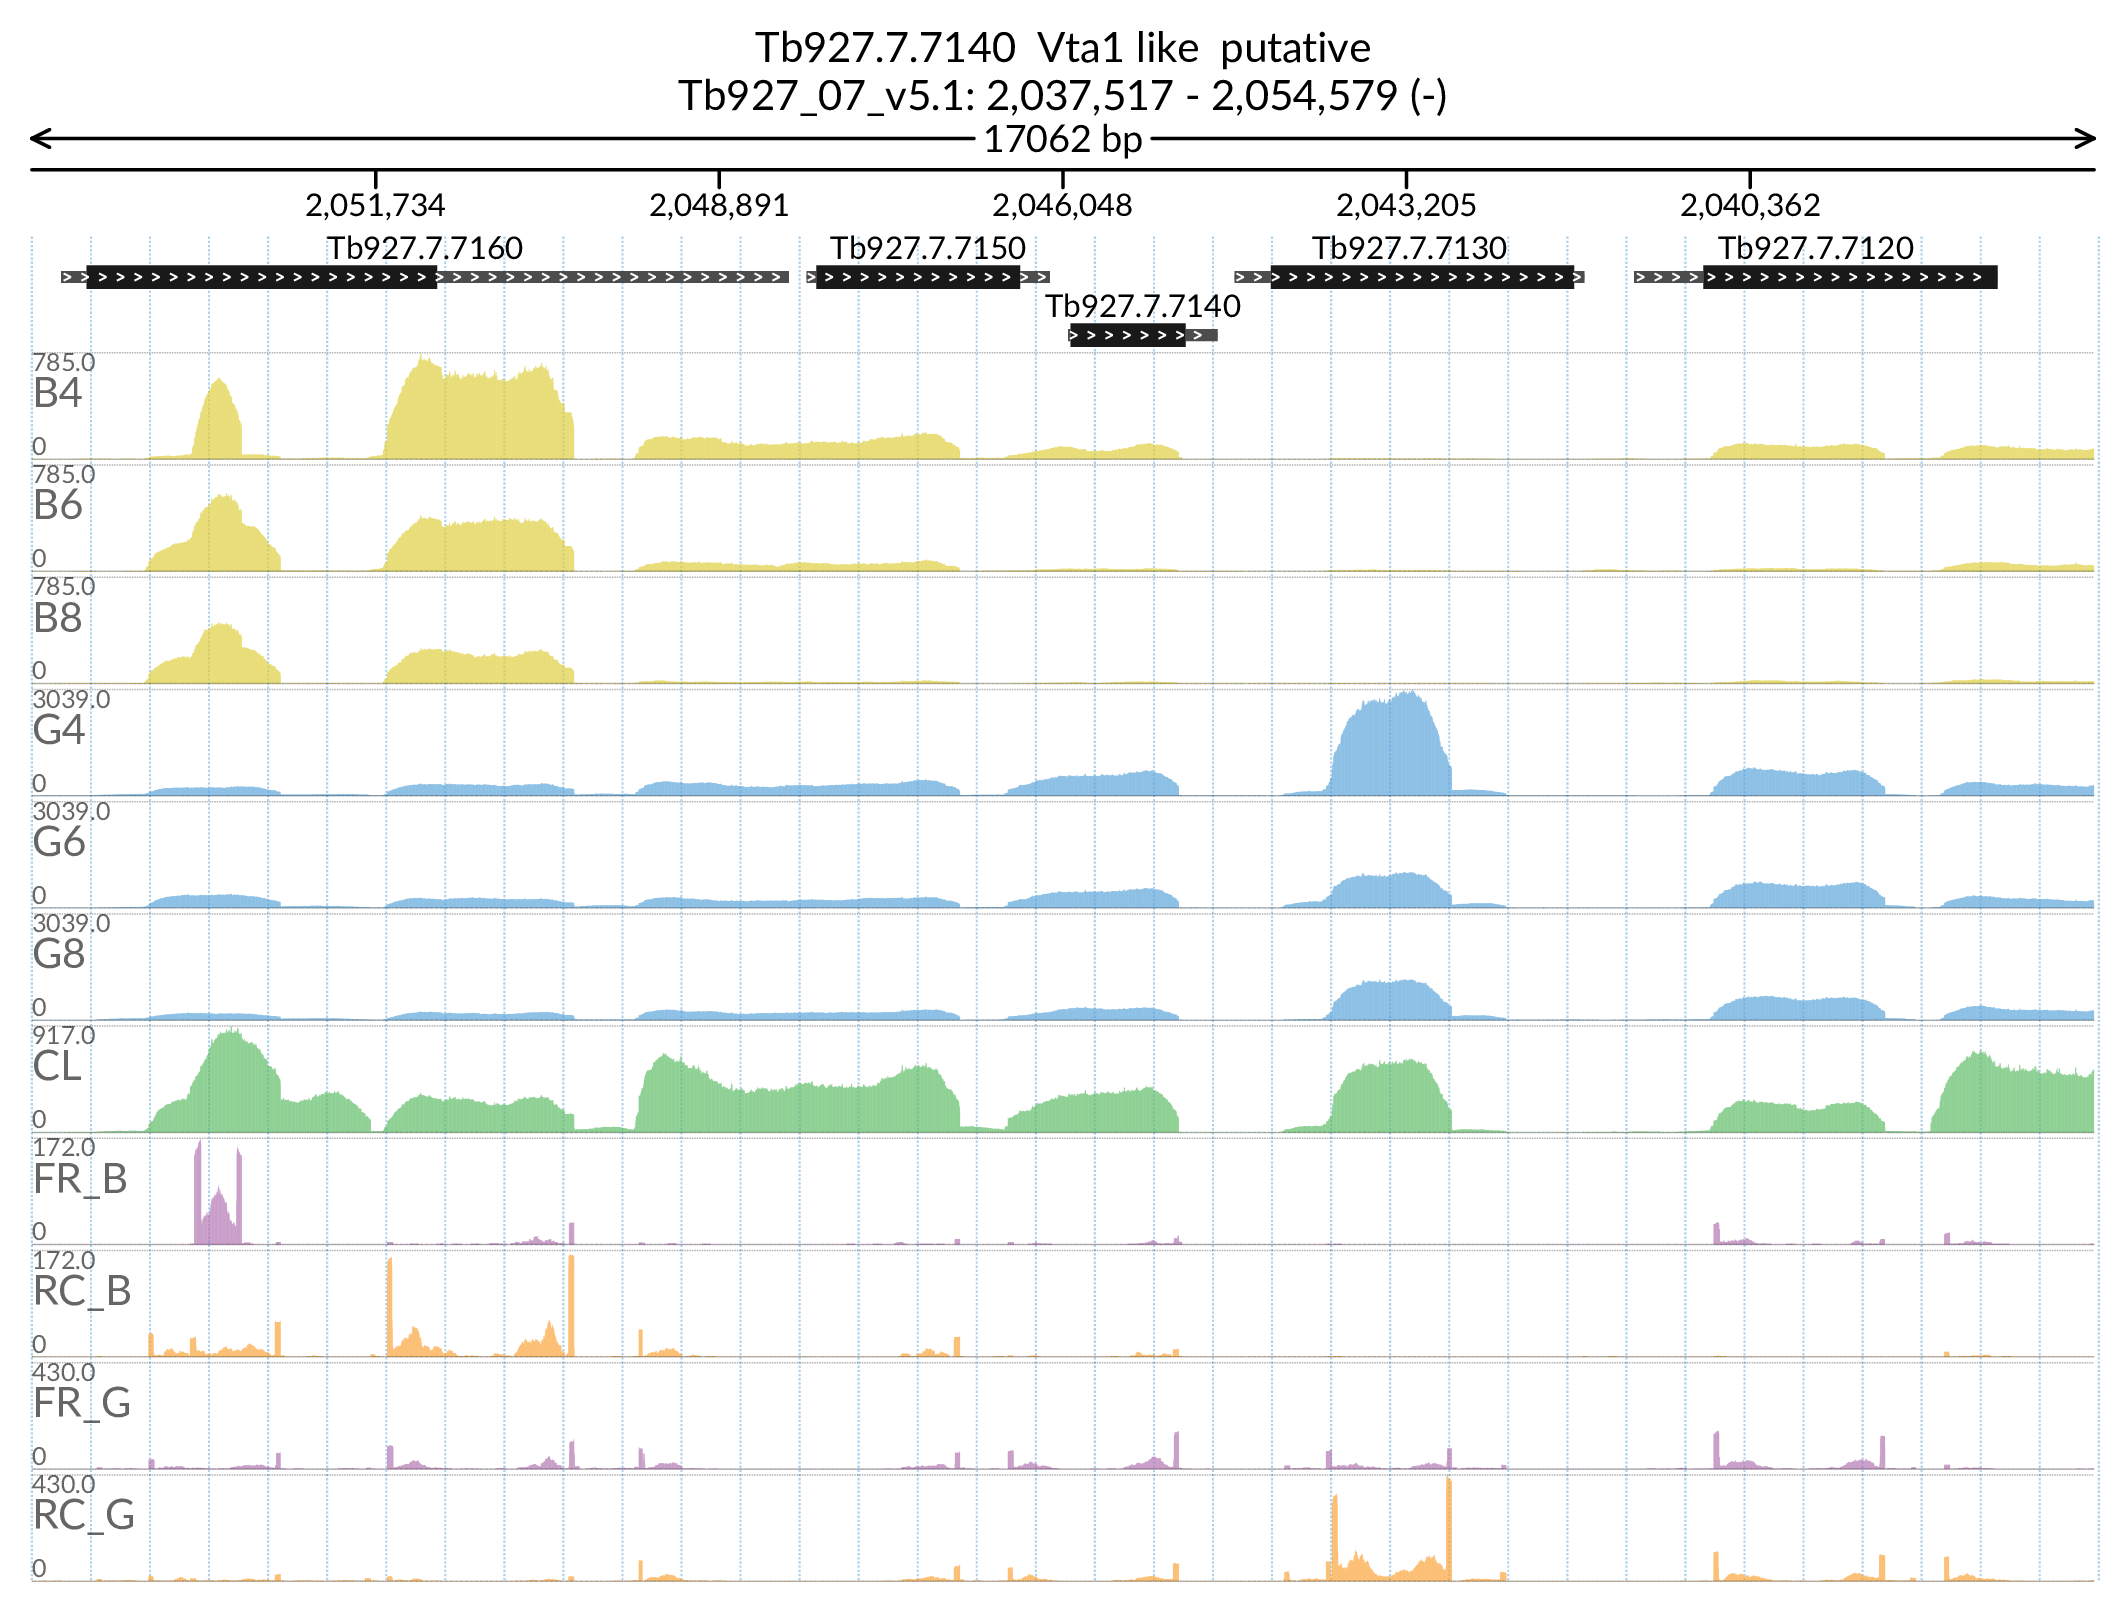 Tb927.7.7140 Vta1 like putative
Tb927_07_v5.1: 2,037,517 - 2,054,579 (-)
17062 bp
2,051,734 2,048,891 2,046,048 2,043,205 2,040,362
Tb927.7.7160 Tb927.7.7150 Tb927.7.7130 Tb927.7.7120
Tb927.7.7140
785.0
B4
0
785.0
B6
0
785.0
B8
0
3039.0
G4
0
3039.0
G6
0
3039.0
G8
0
917.0
CL
0
172.0
FR_B
0
172.0
RC_B
0
430.0
FR_G
0
430.0
RC_G
0